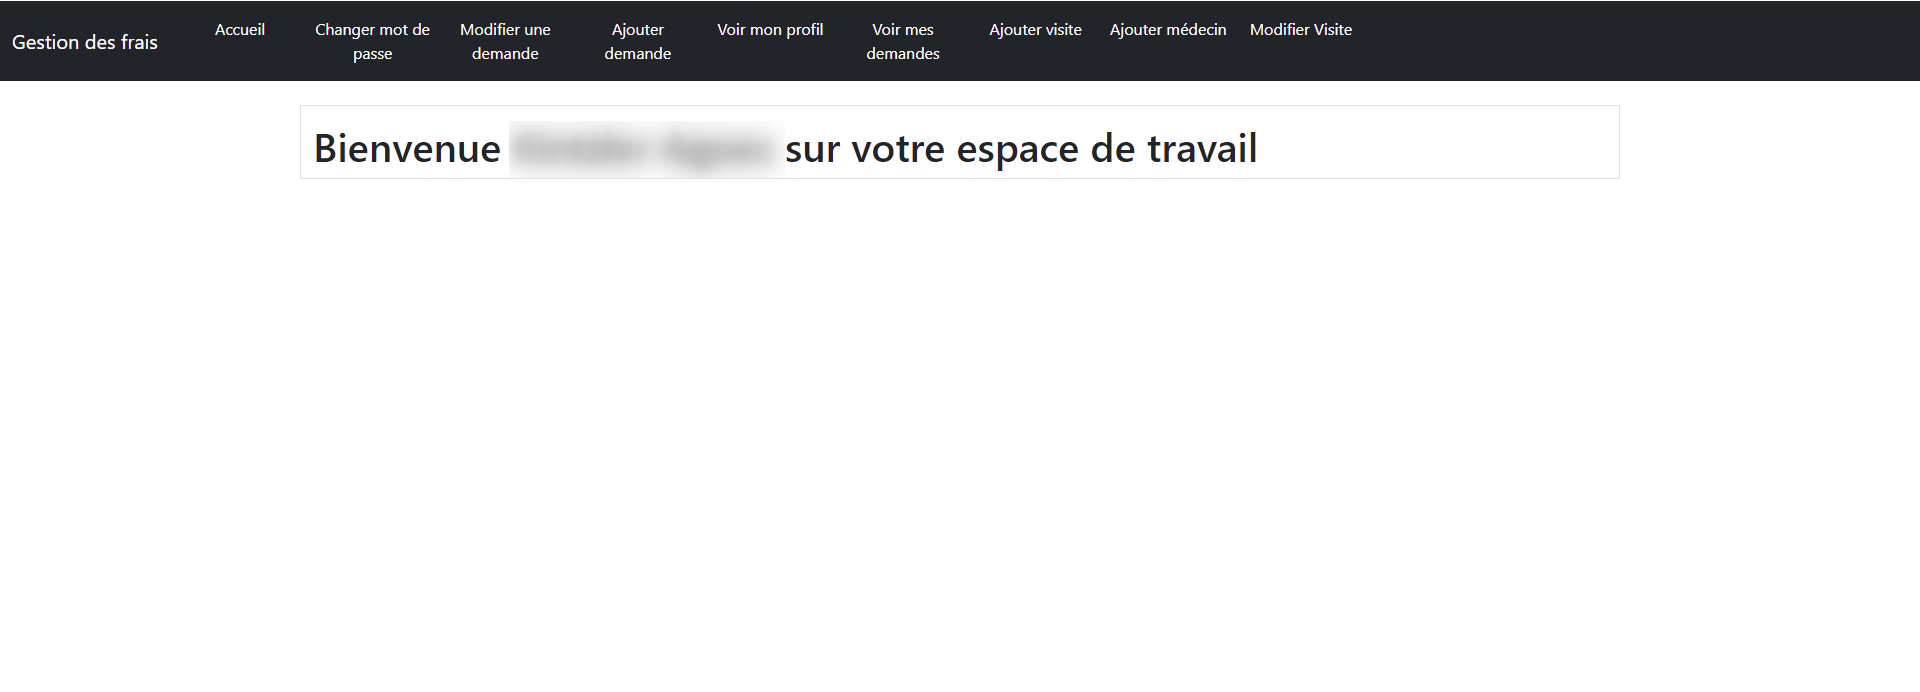 Gestion des frais
Accueil
Changer mot de
passe
Modifier une
demande
Ajouter
demande
Voir mon profil
Voir mes
demandes
Ajouter visite
Ajouter médecin
Modifier Visite
Bienvenue sur votre espace de travail